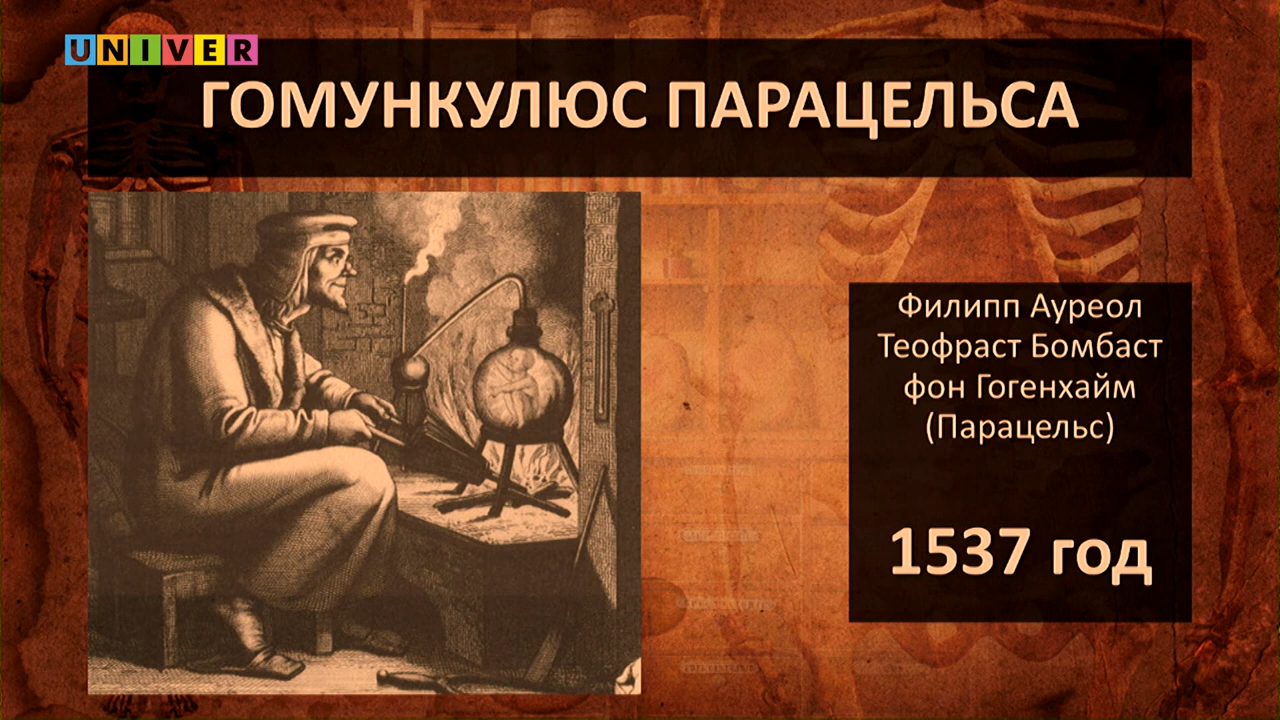 UNIVER
ГОМУНКУЛЮС ПАРАЦЕЛЬСА
Филипп Ауреол
Теофраст Бомбаст
фон Гогенхайм
(Парацельс)
1537 год